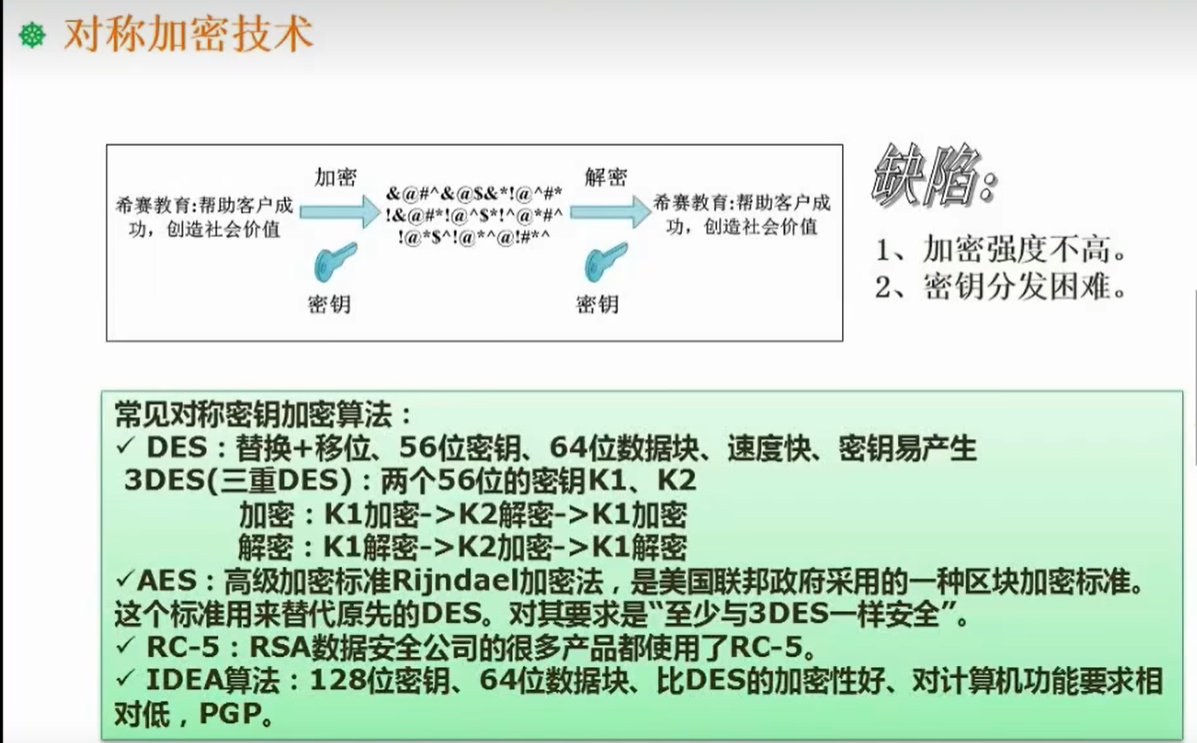 对称加密技术
加密
解密
希赛教育:帮助客户成
功，创造社会价值
&@#^&@$&*!@^#*
!&@#*!@^$*!^@*#^
!@*$^!@*^@!#*^
希赛教育:帮助客户成
功，创造社会价值
密钥
密钥
缺陷:
1、加密强度不高。
2、密钥分发困难。
常见对称密钥加密算法：
✓ DES：替换+移位、56位密钥、64位数据块、速度快、密钥易产生
3DES(三重DES)：两个56位的密钥K1、K2
加密：K1加密->K2解密->K1加密
解密：K1解密->K2加密->K1解密
✓AES：高级加密标准Rijndael加密法，是美国联邦政府采用的一种区块加密标准。
这个标准用来替代原先的DES。对其要求是“至少与3DES一样安全”。
✓ RC-5：RSA数据安全公司的很多产品都使用了RC-5。
✓ IDEA算法：128位密钥、64位数据块、比DES的加密性好、对计算机功能要求相
对低，PGP。